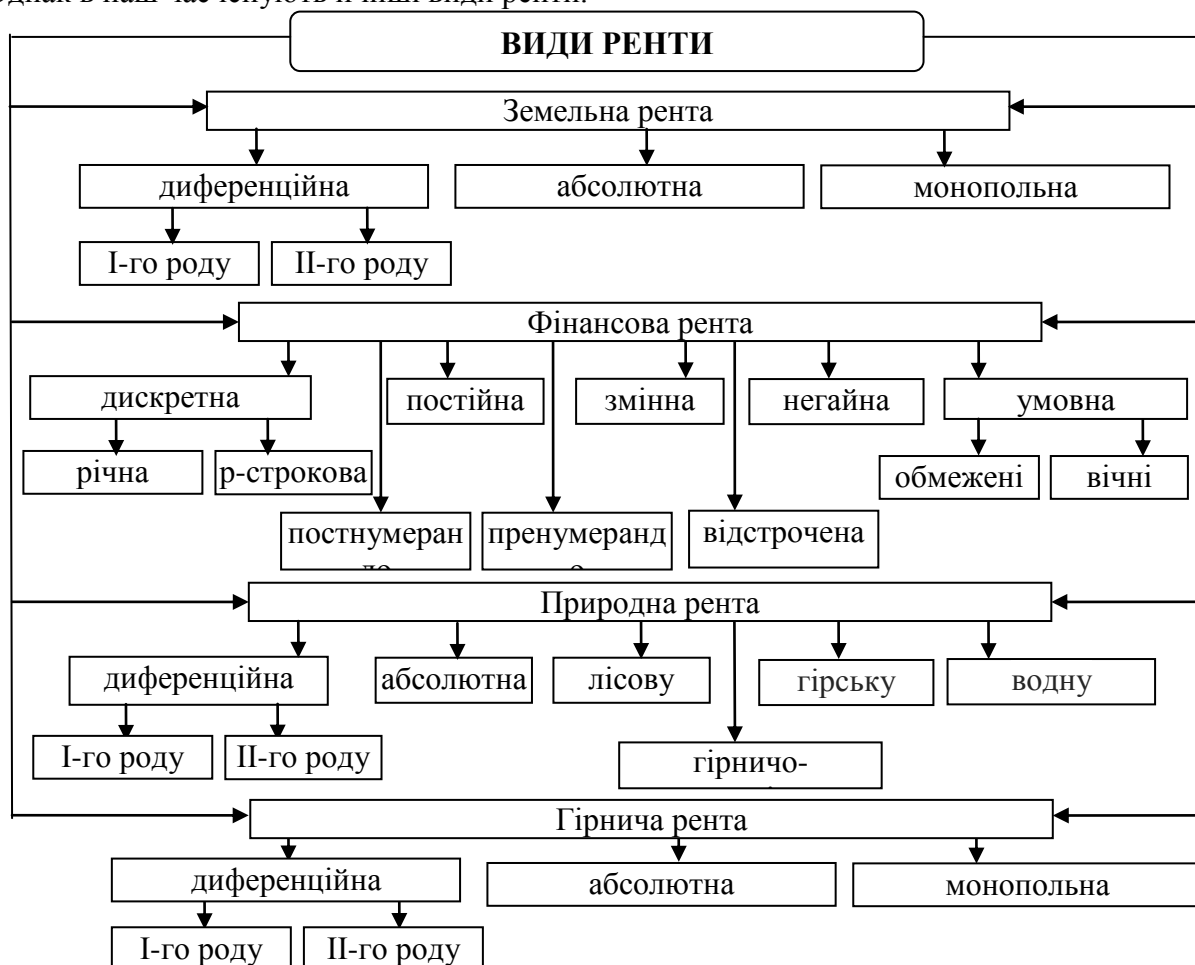 в наш час існують й інші види ренти.
ВИДИ РЕНТИ
Земельна рента
диференційна
абсолютна
монопольна
І-го роду
ІІ-го роду
Фінансова рента
дискретна
постійна
змінна
негайна
умовна
річна
р-строкова
обмежені
вічні
постнумеран
пренумеранд
відстрочена
Природна рента
диференційна
абсолютна
лісову
гірську
водну
І-го роду
ІІ-го роду
гірничо-
Гірнича рента
диференційна
абсолютна
монопольна
І-го роду
ІІ-го роду